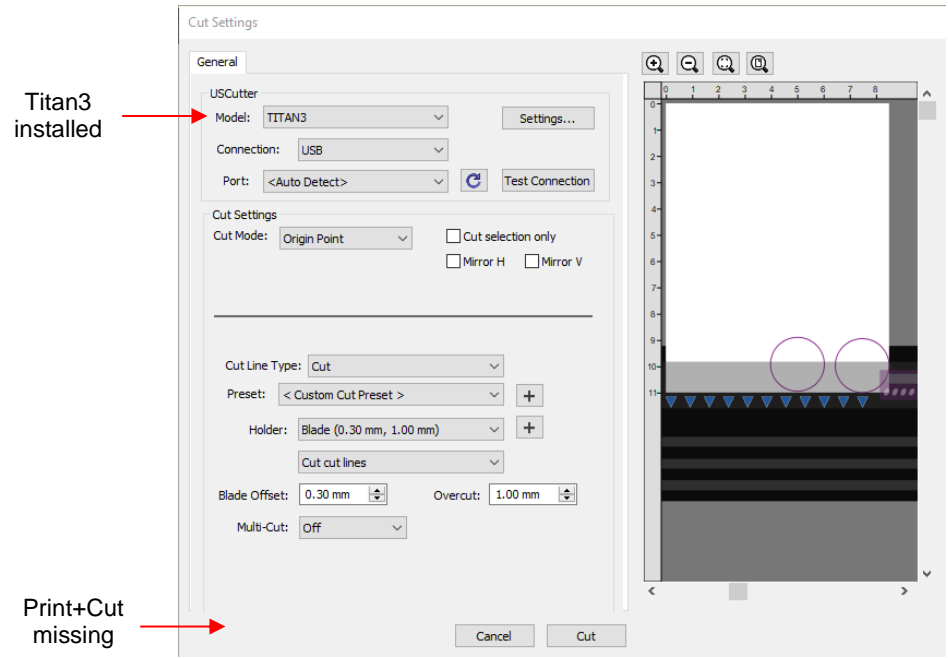 Cut Settings
General
Titan3
installed
USCutter
Model: TITAN3 Settings...
Connection: USB
Port: <Auto Detect> Test Connection
Cut Settings
Cut Mode: Origin Point Cut selection only
Mirror H Mirror V
Cut Line Type: Cut
Preset: < Custom Cut Preset > +
Holder: Blade (0.30 mm, 1.00 mm) +
Cut cut lines
Blade Offset: 0.30 mm Overcut: 1.00 mm
Multi-Cut: Off
Print+Cut
missing
Cancel Cut
0 1 2 3 4 5 6 7 8
0
1
2
3
4
5
6
7
8
9
10
11